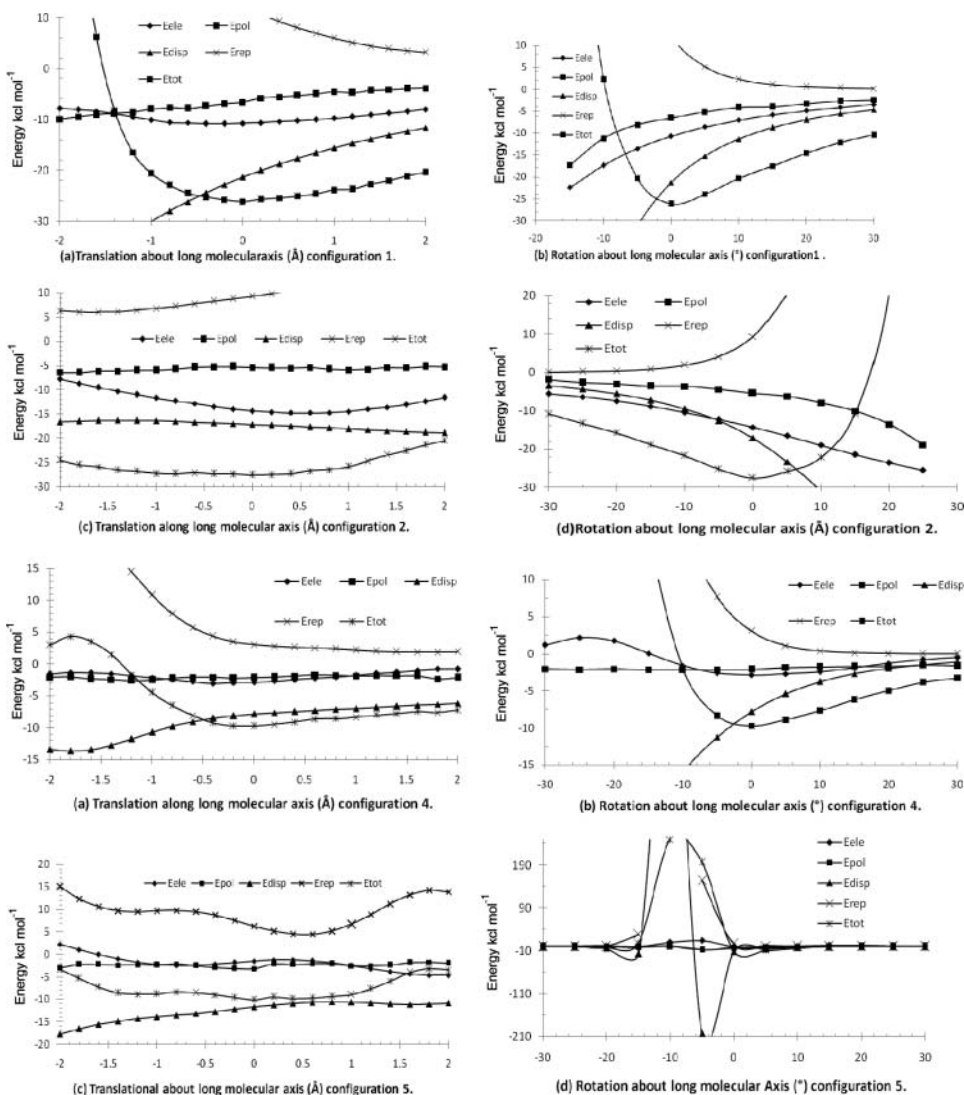 Eele Epol
Edisp Erep
Etot
Energy kcl mol-1
10
0
-10
-20
-30
-2 -1 0 1 2
(a)Translation about long molecularaxis (Å) configuration 1.
Eele
Epol
Edisp
Erep
Etot
Energy kcl mol-1
10
5
0
-5
-10
-15
-20
-25
-30
-20 -10 0 10 20 30
(b) Rotation about long molecular axis (°) configuration1 .
Eele Epol Edisp Erep Etot
Energy kcl mol-1
10
5
0
-5
-10
-15
-20
-25
-30
-2 -1.5 -1 -0.5 0 0.5 1 1.5 2
(c) Translation along long molecular axis (Å) configuration 2.
Eele Epol
Edisp Erep
Etot
Energy kcl mol-1
20
10
0
-10
-20
-30
-30 -20 -10 0 10 20 30
(d)Rotation about long molecular axis (Ã) configuration 2.
Eele Epol Edisp
Erep Etot
Energy kcl mol-1
15
10
5
0
-5
-10
-15
-2 -1.5 -1 -0.5 0 0.5 1 1.5 2
(a) Translation along long molecular axis (Å) configuration 4.
Eele Epol Edisp
Erep Etot
Energy kcl mol-1
10
5
0
-5
-10
-15
-30 -20 -10 0 10 20 30
(b) Rotation about long molecular axis (°) configuration 4.
Eele Epol Edisp Erep Etot
Energy kcl mol-1
20
15
10
5
0
-5
-10
-15
-20
-2 -1.5 -1 -0.5 0 0.5 1 1.5 2
(c) Translational about long molecular axis (Å) configuration 5.
Eele
Epol
Edisp
Erep
Etot
Energy kcl mol-1
190
90
-10
-110
-210
-30 -20 -10 0 10 20 30
(d) Rotation about long molecular Axis (°) configuration 5.